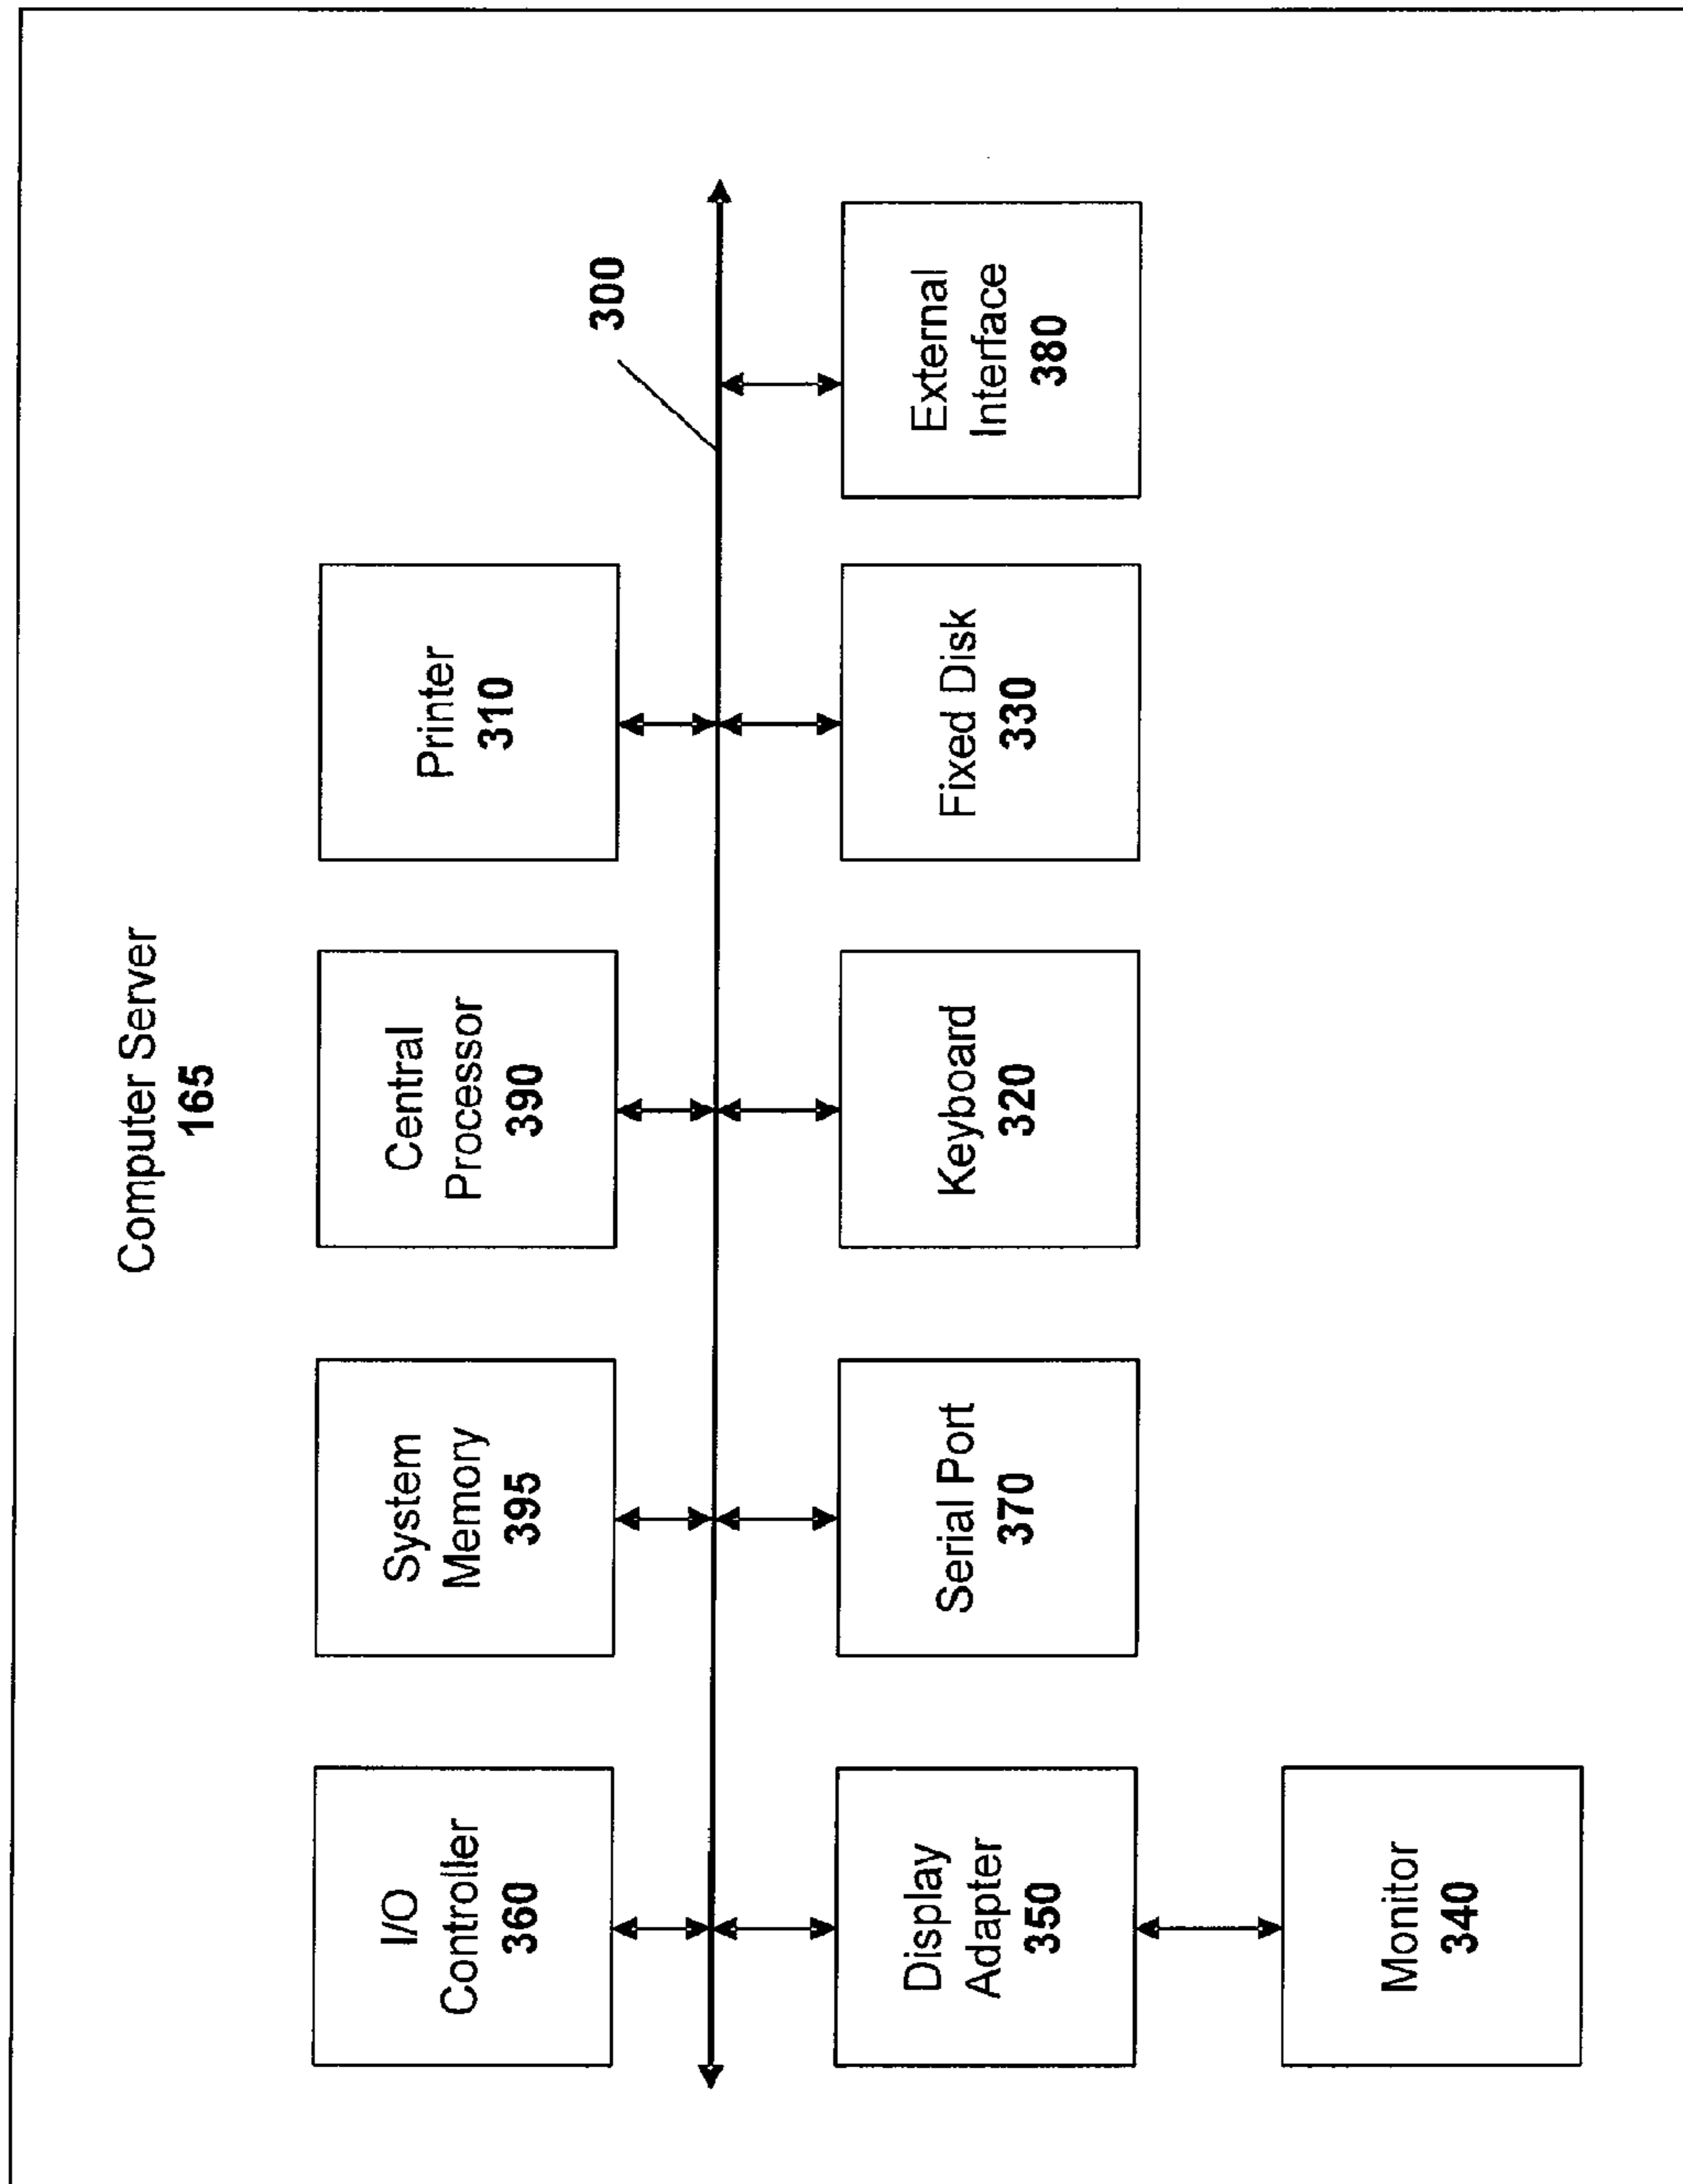 Computer Server
165
I/O
Controller
360
System
Memory
395
Central
Processor
390
Printer
310
300
Display
Adapter
350
Serial Port
370
Keyboard
320
Fixed Disk
330
External
Interface
380
Monitor
340